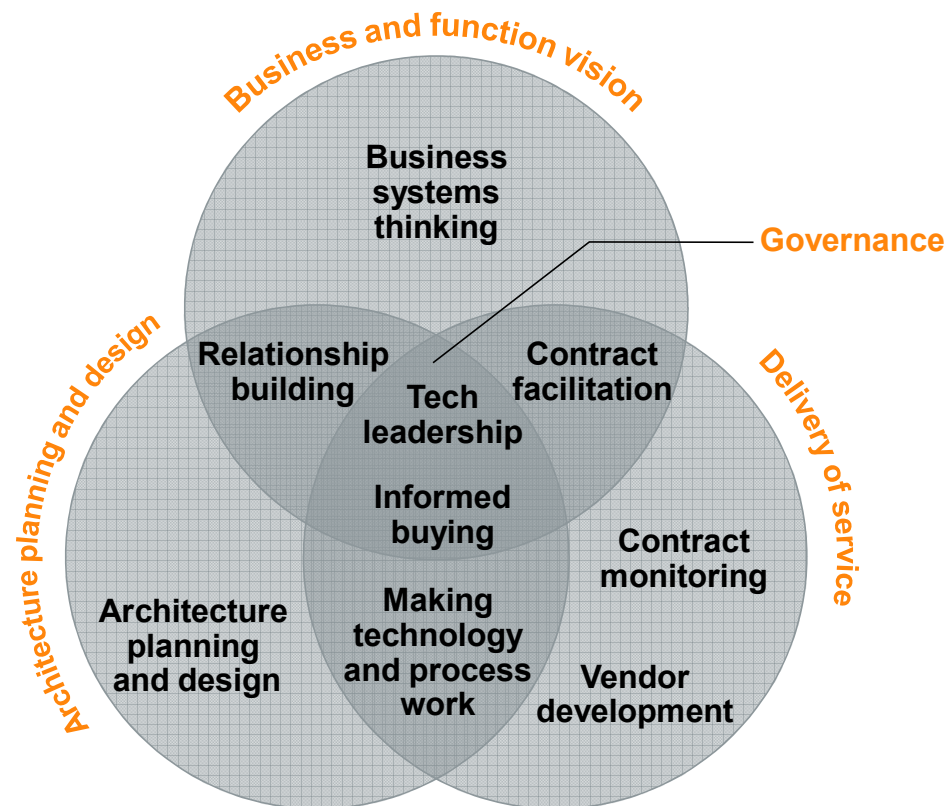 Business and function vision
Business
systems
thinking
Governance
Architecture planning and design
Relationship
building
Contract
facilitation
Delivery of service
Tech
leadership
Informed
buying
Contract
monitoring
Architecture
planning
and design
Making
technology
and process
work
Vendor
development